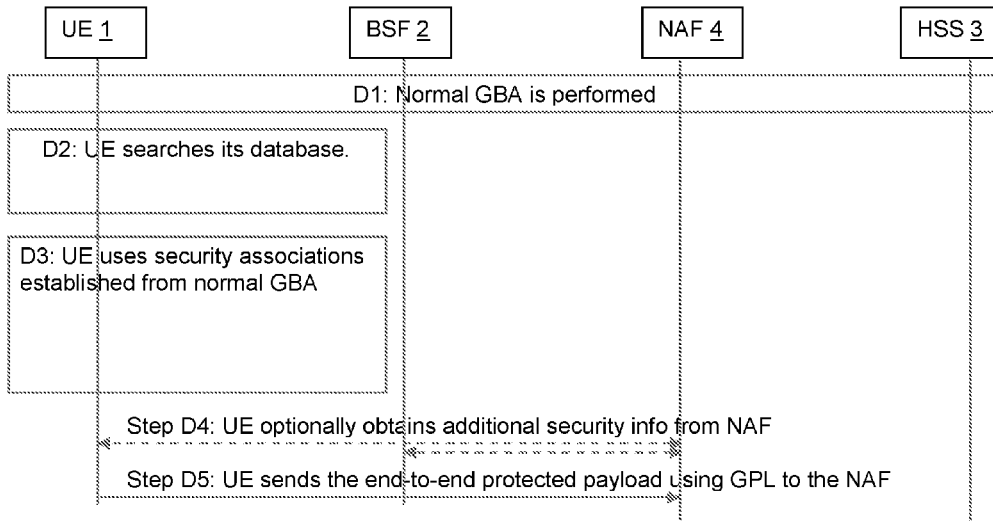 UE 1
BSF 2
NAF 4
HSS 3
D1: Normal GBA is performed
D2: UE searches its database.
D3: UE uses security associations
established from normal GBA
Step D4: UE optionally obtains additional security info from NAF
Step D5: UE sends the end-to-end protected payload using GPL to the NAF